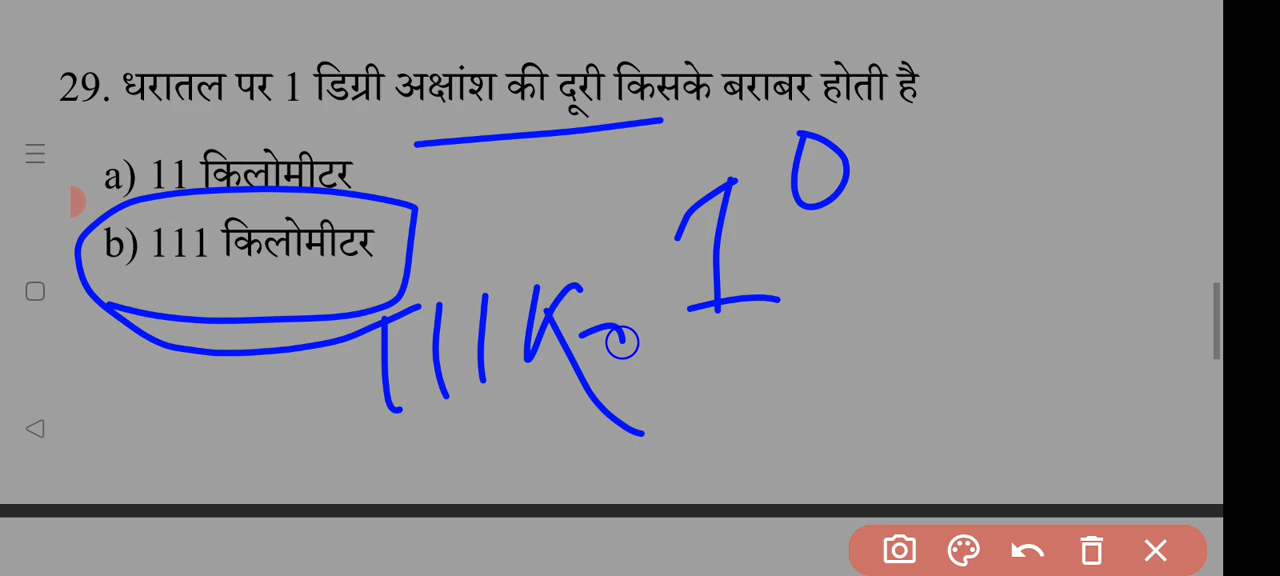 29. धरातल पर 1 डिग्री अक्षांश की दूरी किसके बराबर होती है
a) 11 किलोमीटर
b) 111 किलोमीटर
1°
111 K